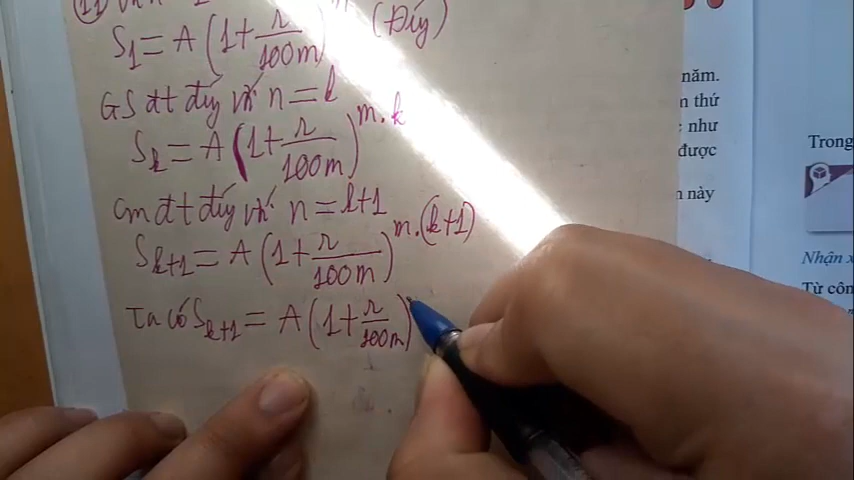 S₁ = A(1 + r/100m) (Đúng)
GS đt đúng với n = k
Sₖ = A(1 + r/100m)^m.k
Cm đt đúng với n = k+1
Sₖ₊₁ = A(1 + r/100m)^m.(k+1)
Ta có Sₖ₊₁ = A(1 + r/100m)
năm.
n thứ
như
được
n này
Trong
Nhận x
Từ côn